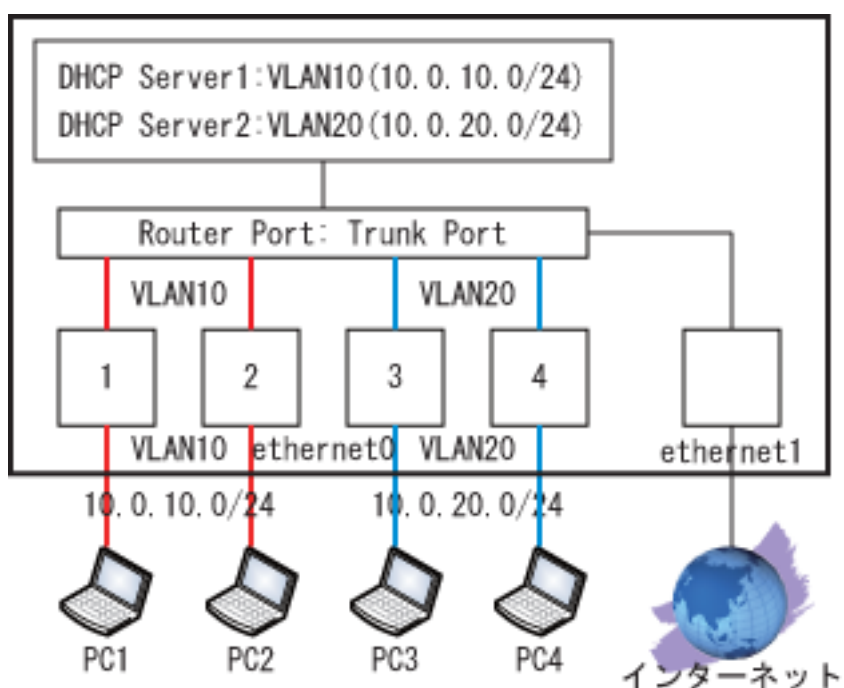 DHCP Server1:VLAN10(10.0.10.0/24)
DHCP Server2:VLAN20(10.0.20.0/24)
Router Port: Trunk Port
VLAN10 VLAN20
1 2 3 4
VLAN10 ethernet0 VLAN20 ethernet1
10.0.10.0/24 10.0.20.0/24
PC1 PC2 PC3 PC4 インターネット